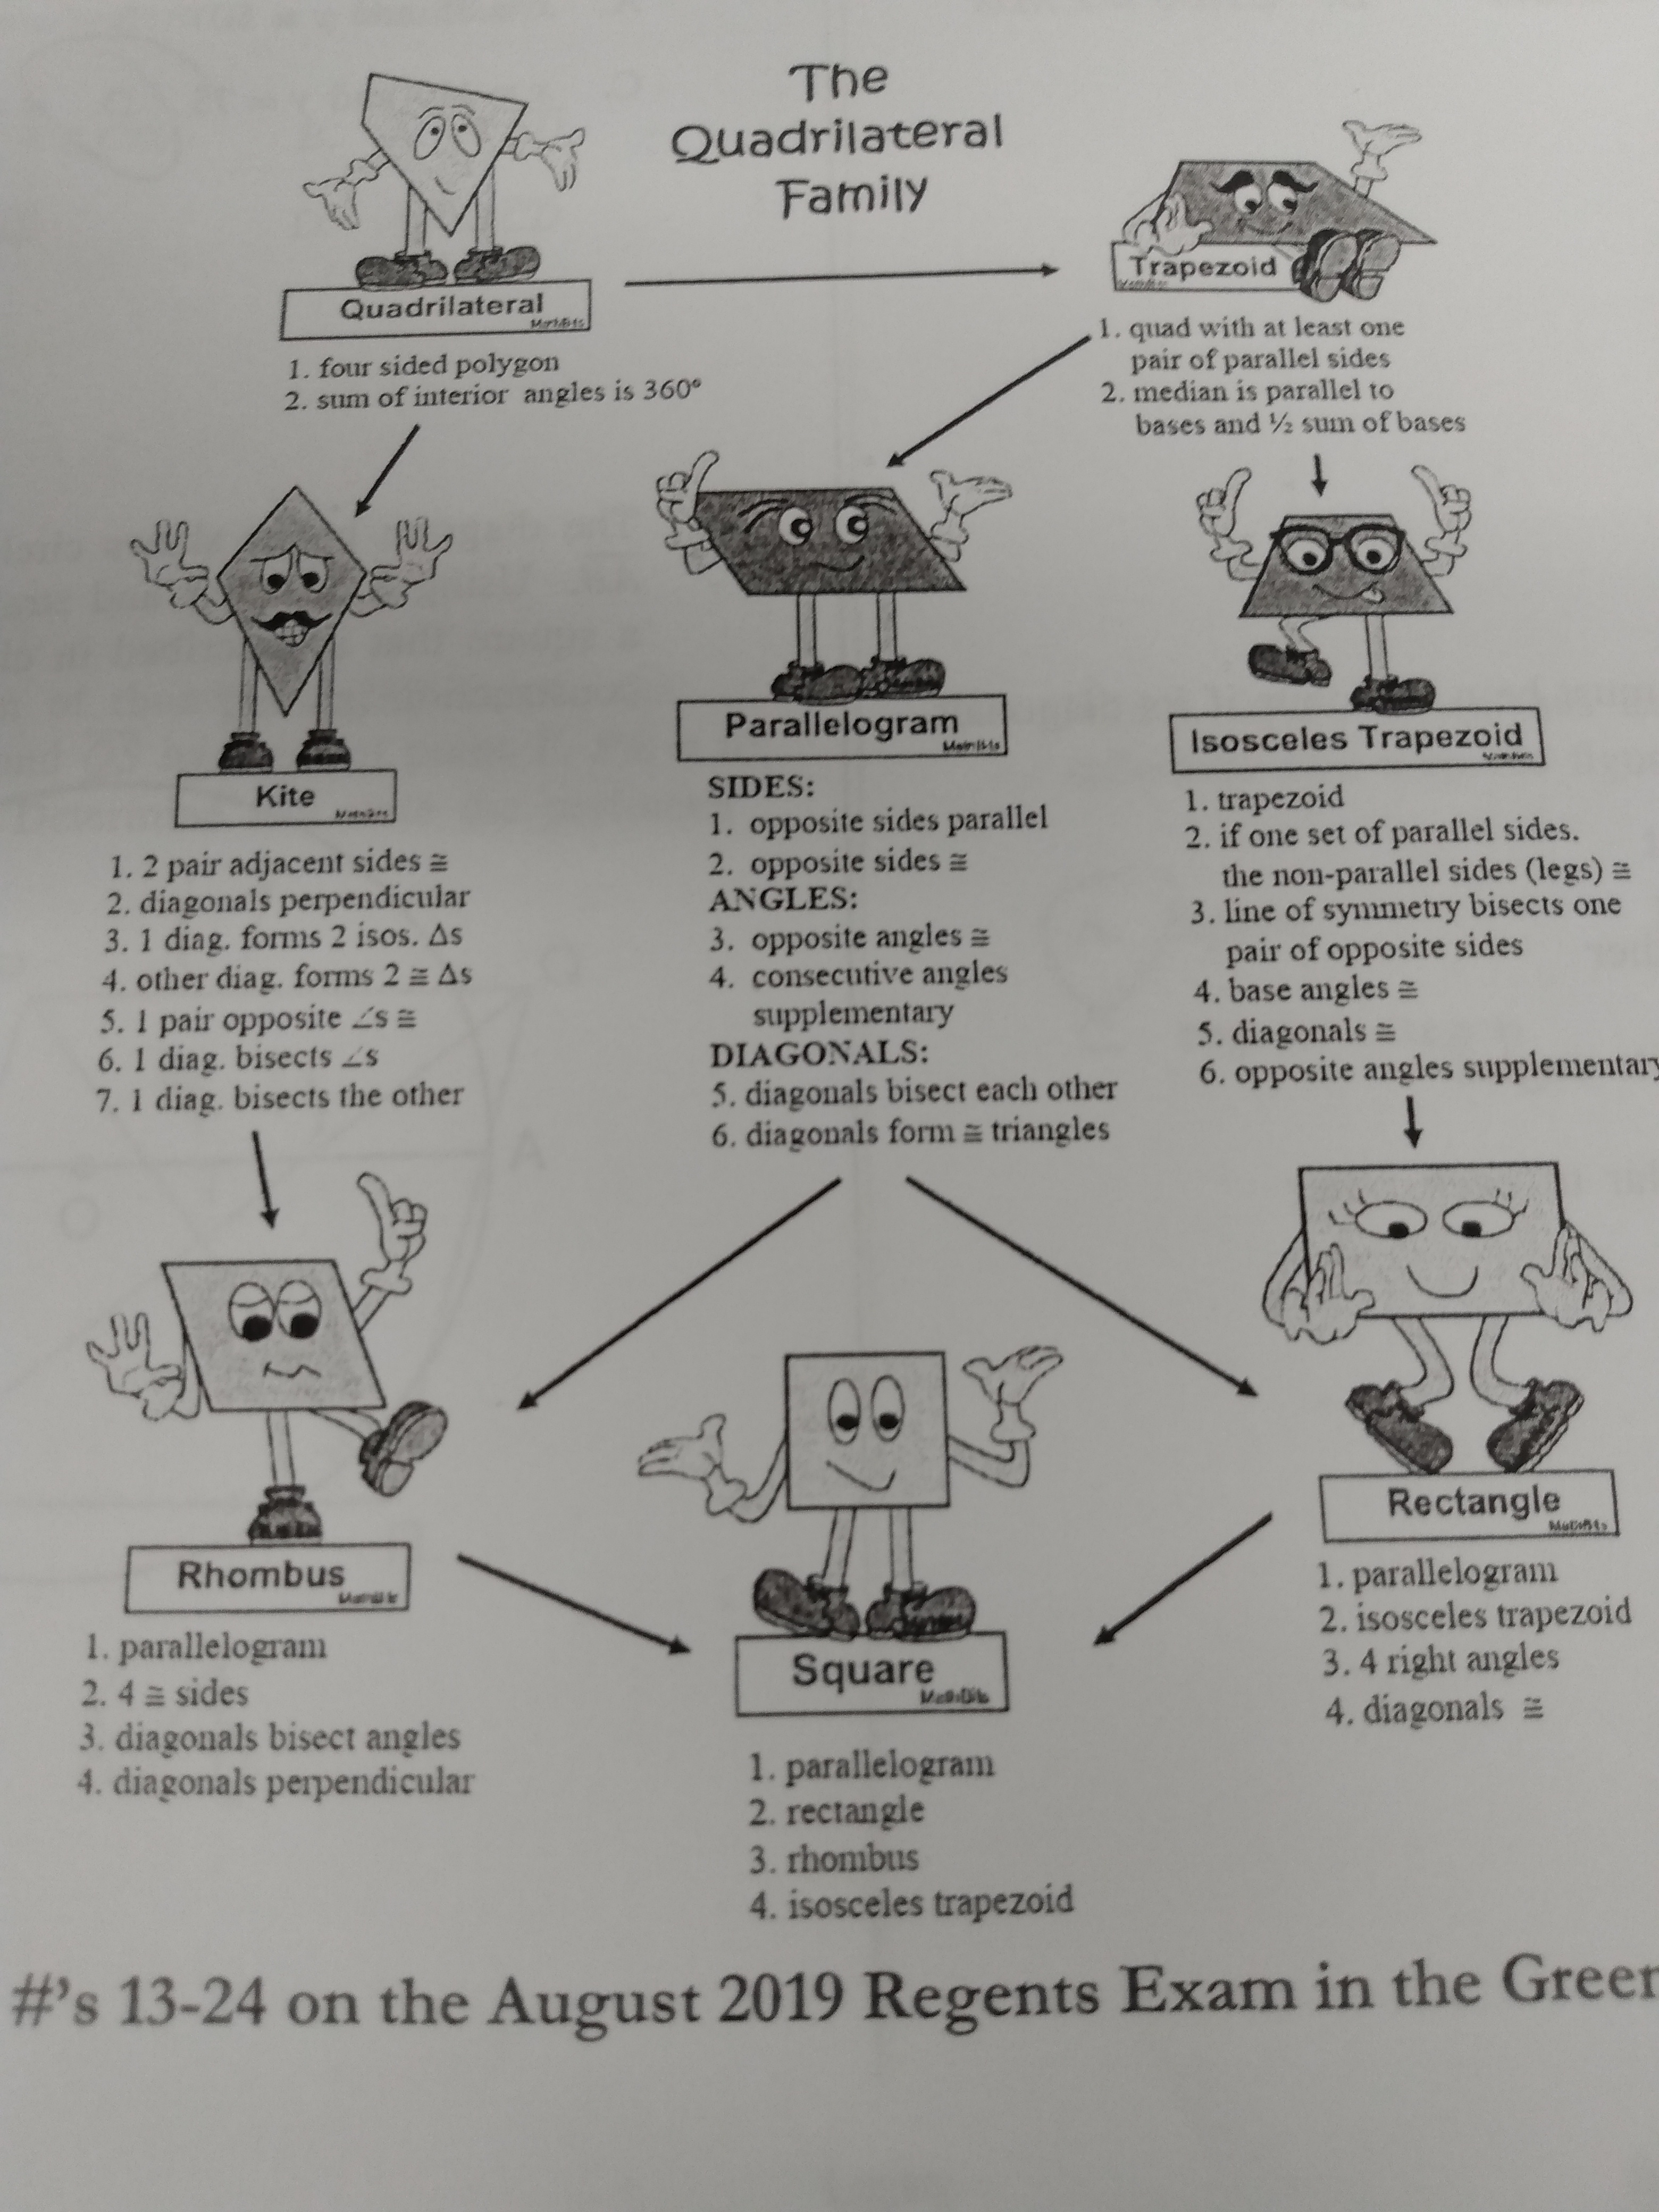 The
Quadrilateral
Family
Quadrilateral
MathBits
1. four sided polygon
2. sum of interior angles is 360°
Trapezoid
MathBits
1. quad with at least one
pair of parallel sides
2. median is parallel to
bases and ½ sum of bases
Kite
MathBits
1. 2 pair adjacent sides ≅
2. diagonals perpendicular
3. 1 diag. forms 2 isos. Δs
4. other diag. forms 2 ≅ Δs
5. 1 pair opposite ∠s ≅
6. 1 diag. bisects ∠s
7. 1 diag. bisects the other
Parallelogram
MathBits
SIDES:
1. opposite sides parallel
2. opposite sides ≅
ANGLES:
3. opposite angles ≅
4. consecutive angles
supplementary
DIAGONALS:
5. diagonals bisect each other
6. diagonals form ≅ triangles
Isosceles Trapezoid
MathBits
1. trapezoid
2. if one set of parallel sides.
the non-parallel sides (legs) ≅
3. line of symmetry bisects one
pair of opposite sides
4. base angles ≅
5. diagonals ≅
6. opposite angles supplementary
Rhombus
MathBits
1. parallelogram
2. 4 ≅ sides
3. diagonals bisect angles
4. diagonals perpendicular
Square
MathBits
1. parallelogram
2. rectangle
3. rhombus
4. isosceles trapezoid
Rectangle
MathBits
1. parallelogram
2. isosceles trapezoid
3. 4 right angles
4. diagonals ≅
#'s 13-24 on the August 2019 Regents Exam in the Green